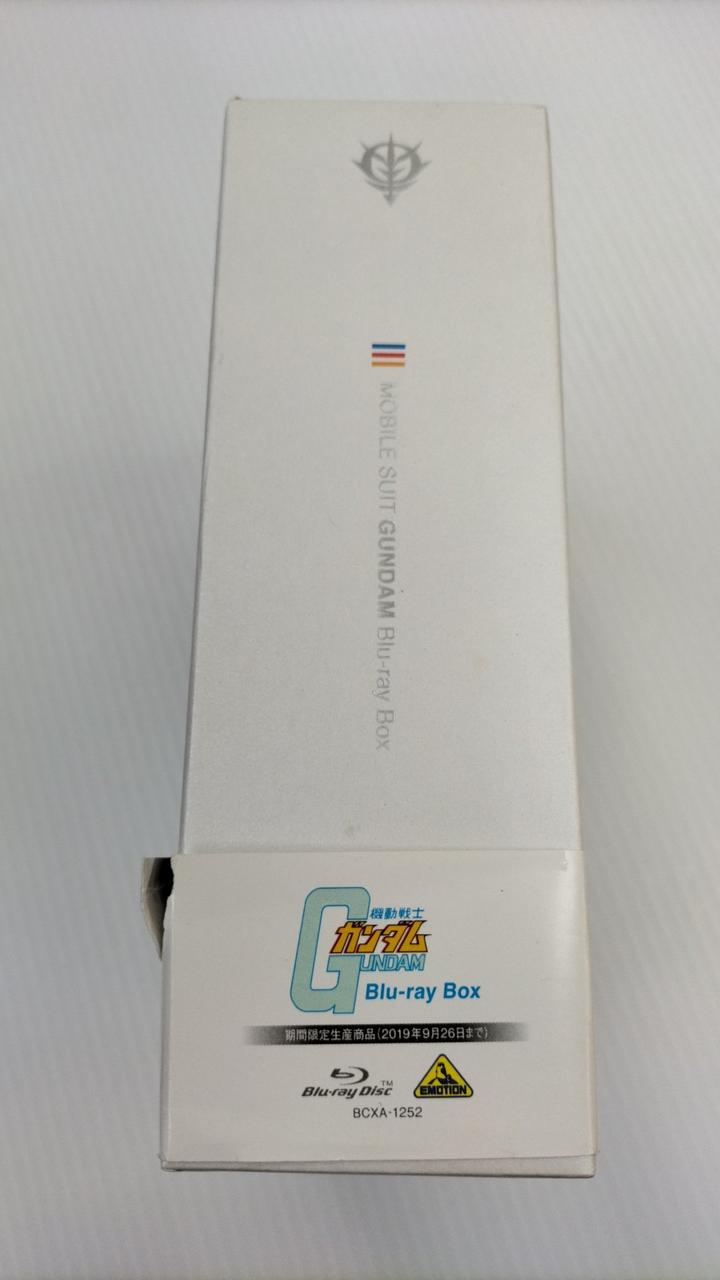 MOBILE SUIT GUNDAM Blu-ray Box
機動戦士
ガンダム
GUNDAM
Blu-ray Box
期間限定生産商品(2019年9月26日まで)
Blu-ray Disc™
EMOTION
BCXA-1252